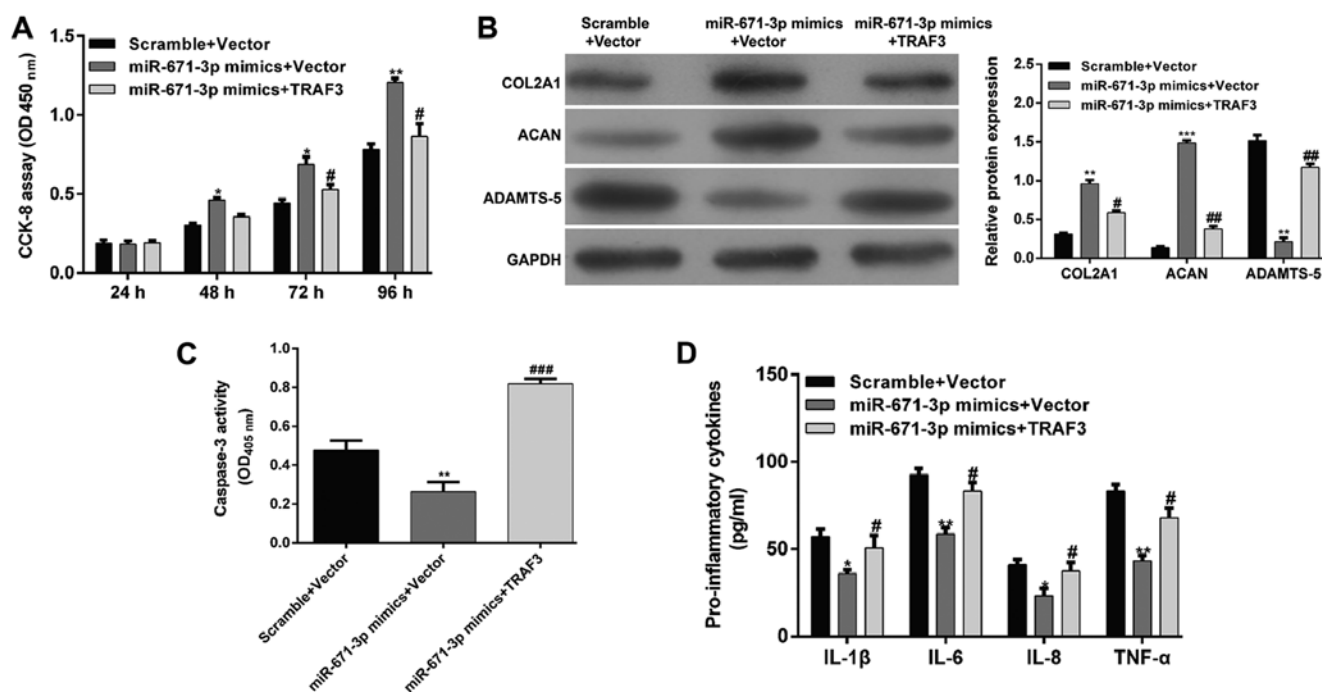 A
CCK-8 assay (OD 450 nm)
1.5
1.0
0.5
0.0
Scramble+Vector
miR-671-3p mimics+Vector
miR-671-3p mimics+TRAF3
*
*
#
**
#
24 h 48 h 72 h 96 h
B
Scramble +Vector
miR-671-3p mimics +Vector
miR-671-3p mimics +TRAF3
COL2A1
ACAN
ADAMTS-5
GAPDH
Relative protein expression
2.5
2.0
1.5
1.0
0.5
0.0
Scramble+Vector
miR-671-3p mimics+Vector
miR-671-3p mimics+TRAF3
**
#
***
##
**
##
COL2A1 ACAN ADAMTS-5
C
Caspase-3 activity
(OD405 nm)
1.0
0.8
0.6
0.4
0.2
0.0
**
###
Scramble+Vector
miR-671-3p mimics+Vector
miR-671-3p mimics+TRAF3
D
Pro-inflammatory cytokines
(pg/ml)
150
100
50
0
Scramble+Vector
miR-671-3p mimics+Vector
miR-671-3p mimics+TRAF3
*
#
**
#
*
#
**
#
IL-1β IL-6 IL-8 TNF-α